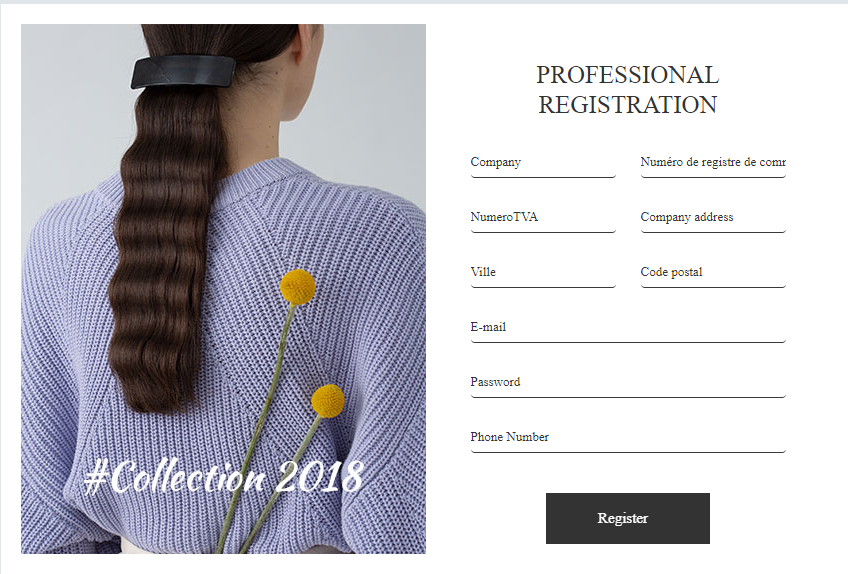 PROFESSIONAL
REGISTRATION
Company
Numéro de registre de comr
NumeroTVA
Company address
Ville
Code postal
E-mail
Password
Phone Number
Register
#Collection 2018